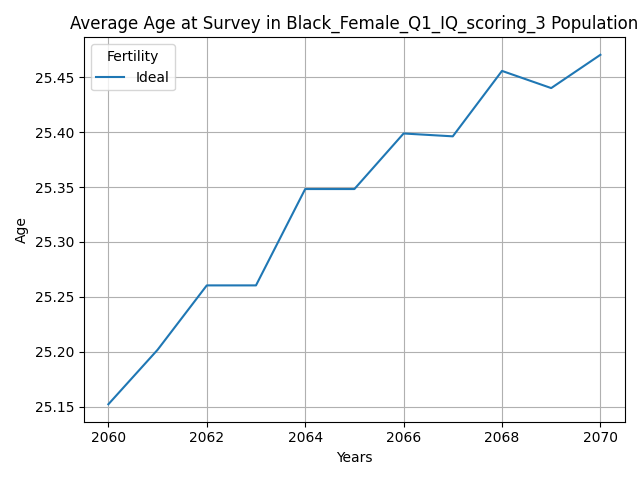 Average Age at Survey in Black_Female_Q1_IQ_scoring_3 Population
Fertility
Ideal
Age
25.45
25.40
25.35
25.30
25.25
25.20
25.15
2060 2062 2064 2066 2068 2070
Years